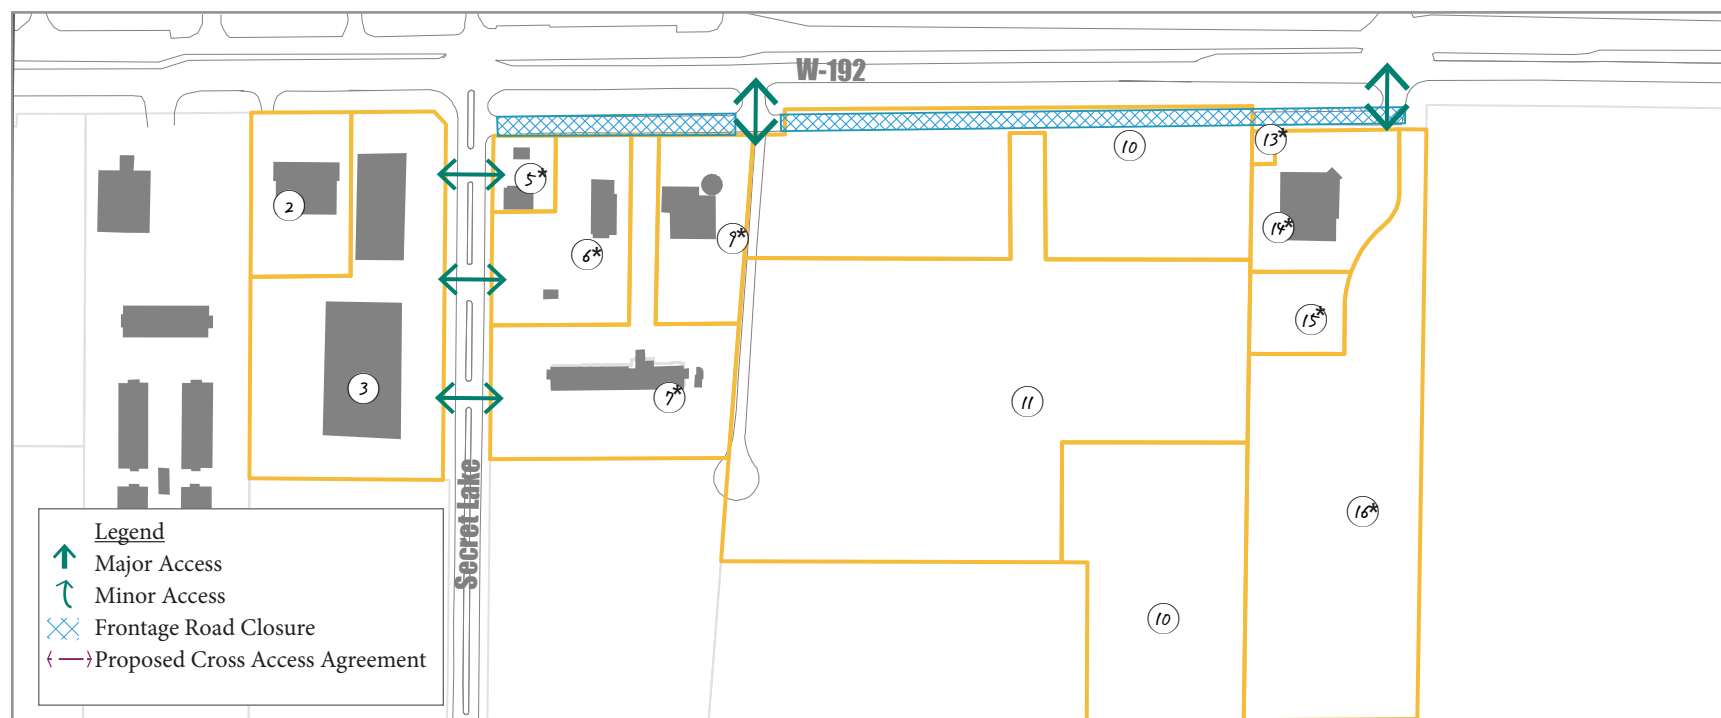 W-192
10
13*
5*
2
14*
9*
6*
15*
3
7*
11
16*
Secret Lake
10
Legend
Major Access
Minor Access
Frontage Road Closure
Proposed Cross Access Agreement